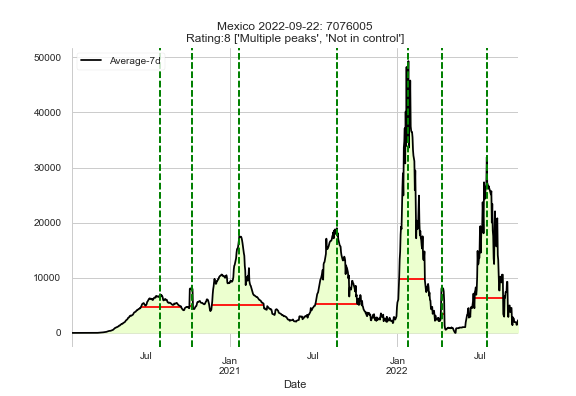 Mexico 2022-09-22: 7076005
Rating:8 ['Multiple peaks', 'Not in control']
Average-7d
50000
40000
30000
20000
10000
0
Jul
Jan
2021
Jul
Jan
2022
Jul
Date